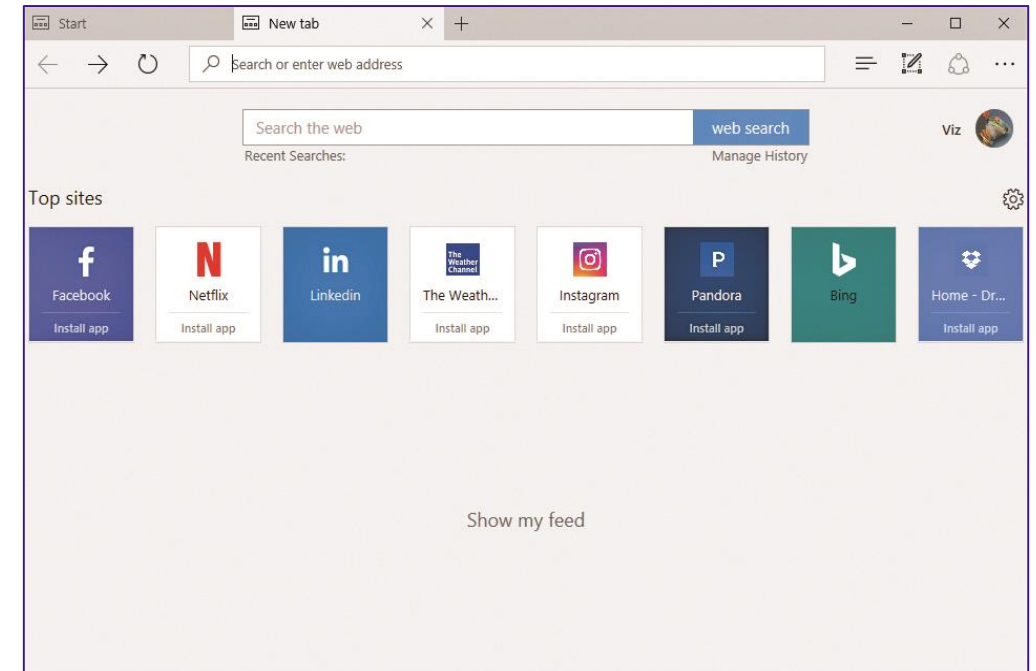 Start New tab
Search or enter web address
Search the web web search Viz
Recent Searches: Manage History
Top sites
f N in The Weather Channel P
Facebook Netflix Linkedin The Weath... Instagram Pandora Bing Home - Dr...
Install app Install app Install app Install app Install app Install app
Show my feed